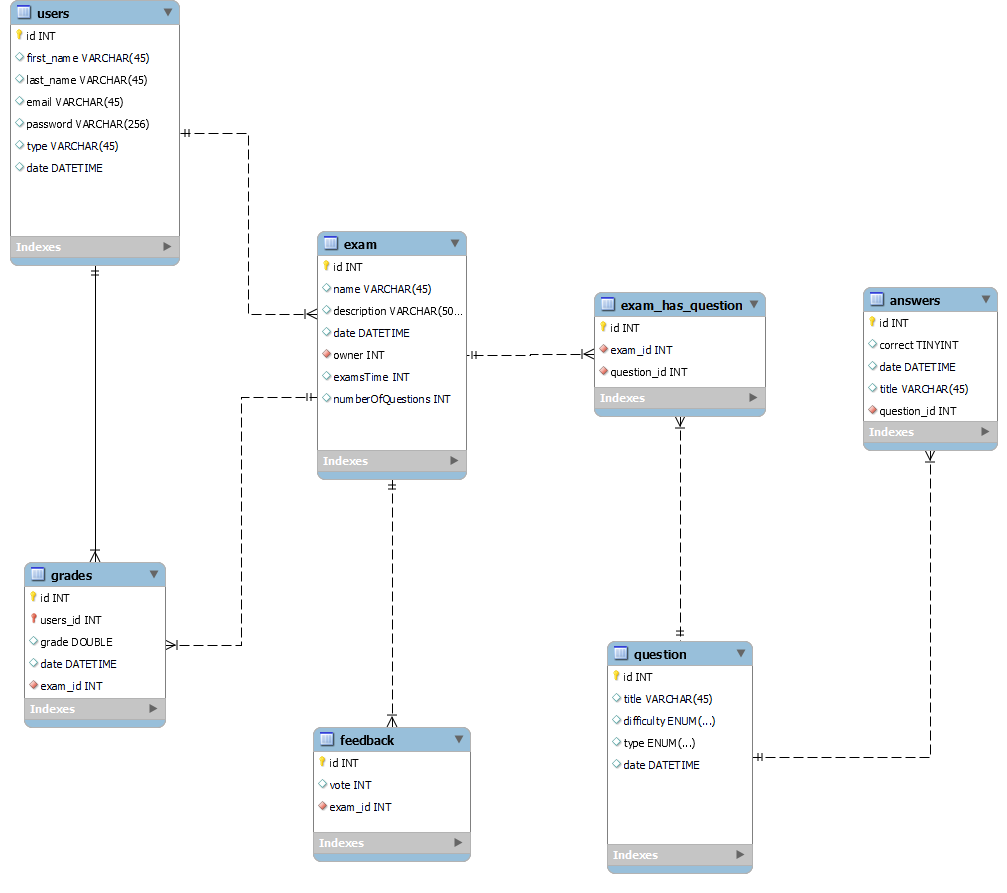 users
id INT
first_name VARCHAR(45)
last_name VARCHAR(45)
email VARCHAR(45)
password VARCHAR(256)
type VARCHAR(45)
date DATETIME
Indexes
exam
id INT
name VARCHAR(45)
description VARCHAR(50...
date DATETIME
owner INT
examsTime INT
numberOfQuestions INT
Indexes
exam_has_question
id INT
exam_id INT
question_id INT
Indexes
answers
id INT
correct TINYINT
date DATETIME
title VARCHAR(45)
question_id INT
Indexes
grades
id INT
users_id INT
grade DOUBLE
date DATETIME
exam_id INT
Indexes
feedback
id INT
vote INT
exam_id INT
Indexes
question
id INT
title VARCHAR(45)
difficulty ENUM(...)
type ENUM(...)
date DATETIME
Indexes